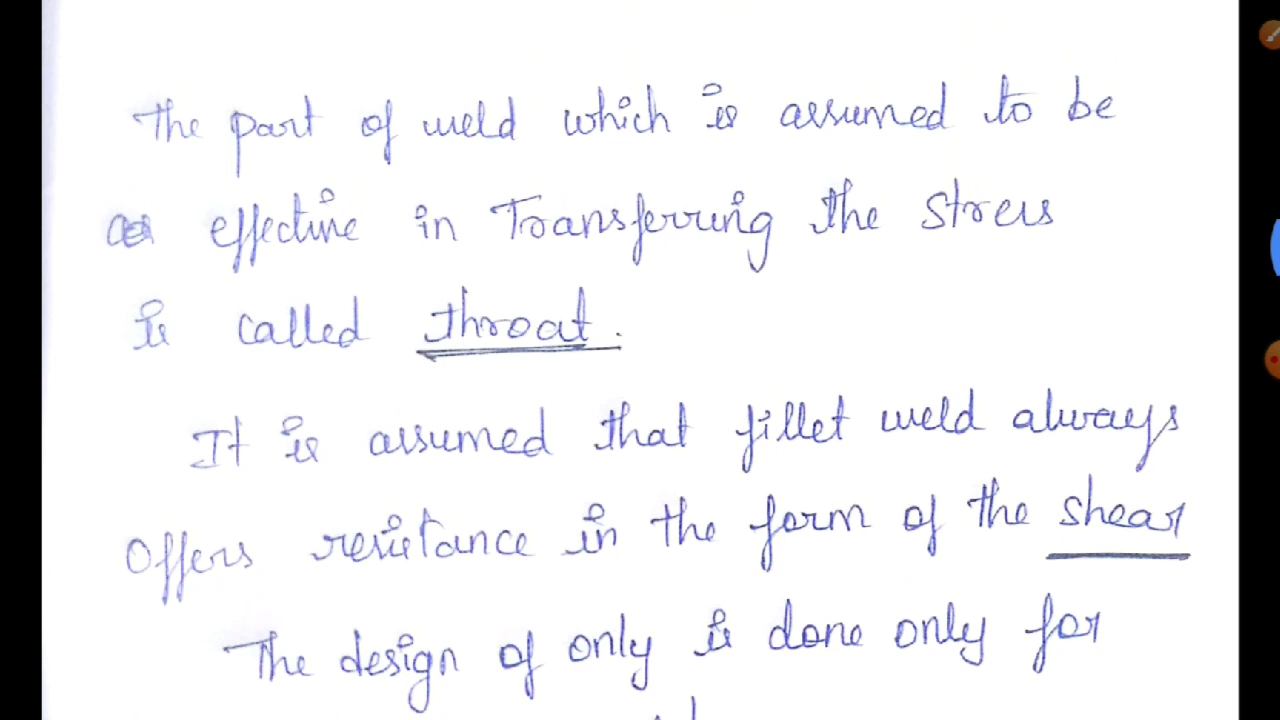 The part of weld which is assumed to be
as effective in Transferring the stress
is called throat.
It is assumed that fillet weld always
Offers resistance in the form of the shear
The design of only is done only for